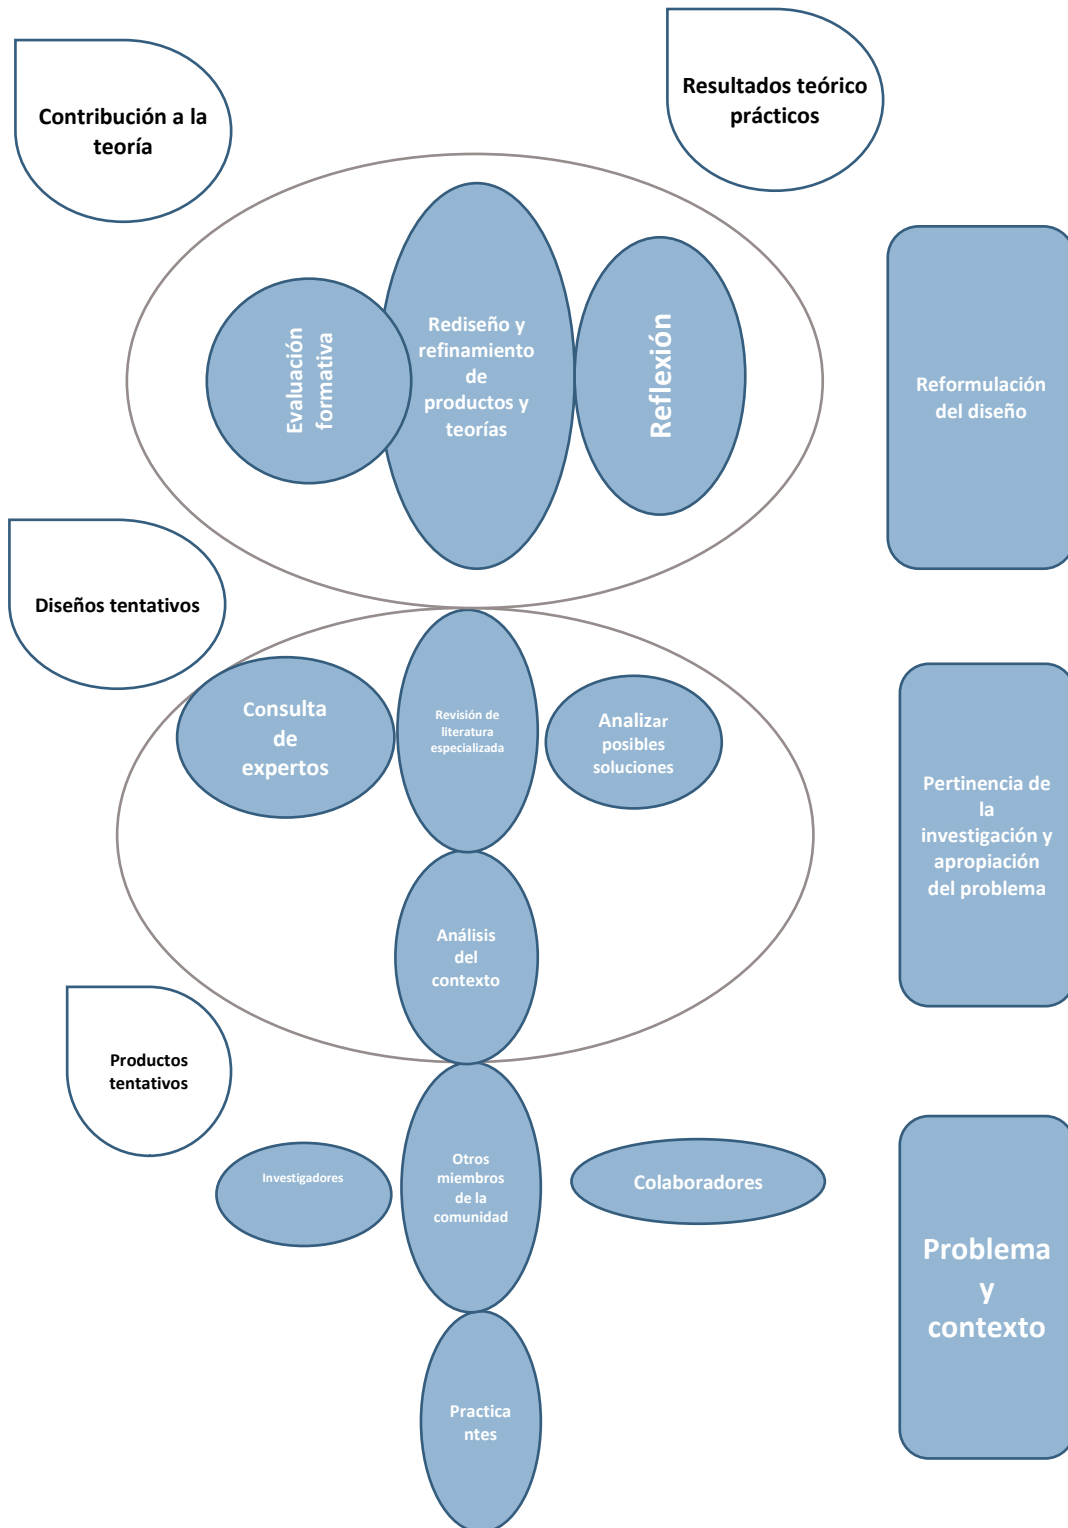 Contribución a la
teoría
Resultados teórico
prácticos
Evaluación
formativa
Rediseño y
refinamiento
de
productos y
teorías
Reflexión
Reformulación
del diseño
Diseños tentativos
Consulta
de
expertos
Revisión de
literatura
especializada
Analizar
posibles
soluciones
Pertinencia de
la
investigación y
apropiación
del problema
Análisis
del
contexto
Productos
tentativos
Investigadores
Otros
miembros
de la
comunidad
Colaboradores
Problema
y
contexto
Practica
ntes